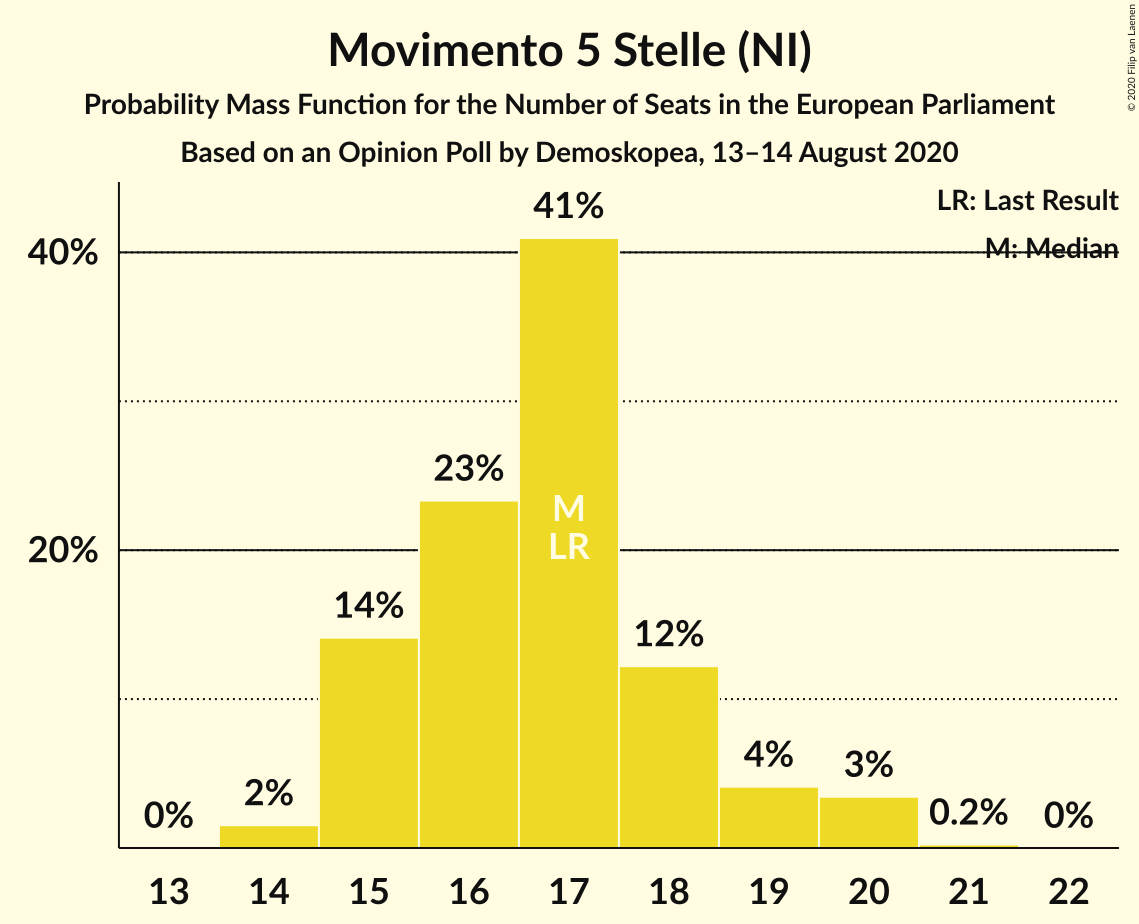 © 2020 Filip van Laenen
Movimento 5 Stelle (NI)
Probability Mass Function for the Number of Seats in the European Parliament
Based on an Opinion Poll by Demoskopea, 13–14 August 2020
LR: Last Result
M: Median
41%
40%
23%
M
LR
20%
14%
12%
4%
3%
2%
0.2%
0%
0%
13 14 15 16 17 18 19 20 21 22